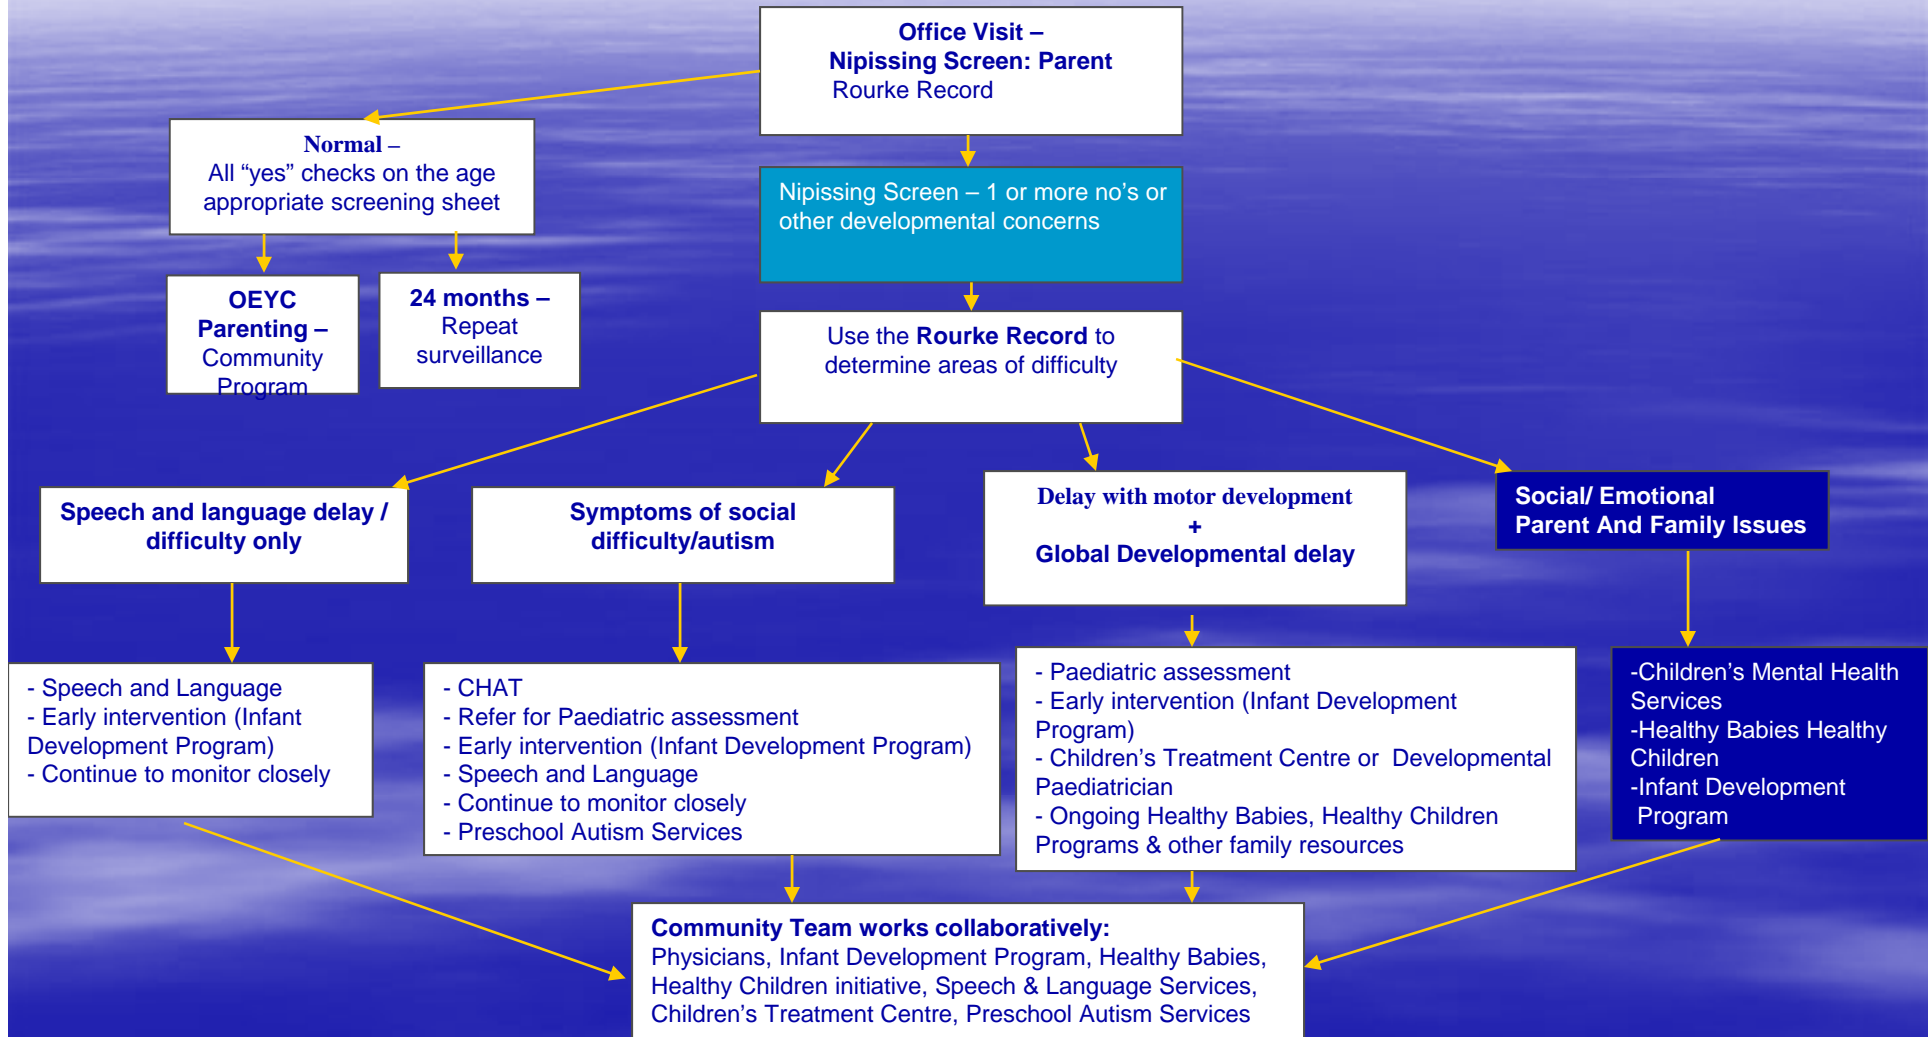 Office Visit –
Nipissing Screen: Parent
Rourke Record
Normal –
All “yes” checks on the age
appropriate screening sheet
Nipissing Screen – 1 or more no’s or
other developmental concerns
OEYC
Parenting –
Community
Program
24 months –
Repeat
surveillance
Use the Rourke Record to
determine areas of difficulty
Speech and language delay /
difficulty only
Symptoms of social
difficulty/autism
Delay with motor development
+
Global Developmental delay
Social/ Emotional
Parent And Family Issues
- Speech and Language
- Early intervention (Infant
Development Program)
- Continue to monitor closely
- CHAT
- Refer for Paediatric assessment
- Early intervention (Infant Development Program)
- Speech and Language
- Continue to monitor closely
- Preschool Autism Services
- Paediatric assessment
- Early intervention (Infant Development
Program)
- Children’s Treatment Centre or  Developmental
Paediatrician
- Ongoing Healthy Babies, Healthy Children
Programs & other family resources
-Children’s Mental Health
Services
-Healthy Babies Healthy
Children
-Infant Development
Program
Community Team works collaboratively:
Physicians, Infant Development Program, Healthy Babies,
Healthy Children initiative, Speech & Language Services,
Children’s Treatment Centre, Preschool Autism Services